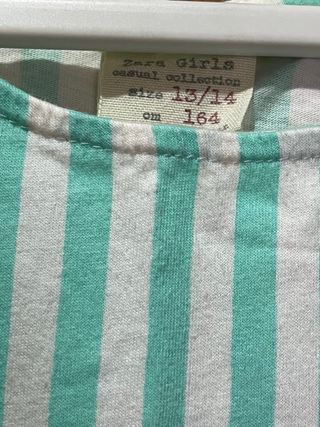 Zara Girls
casual collection
size 13/14
cm 164